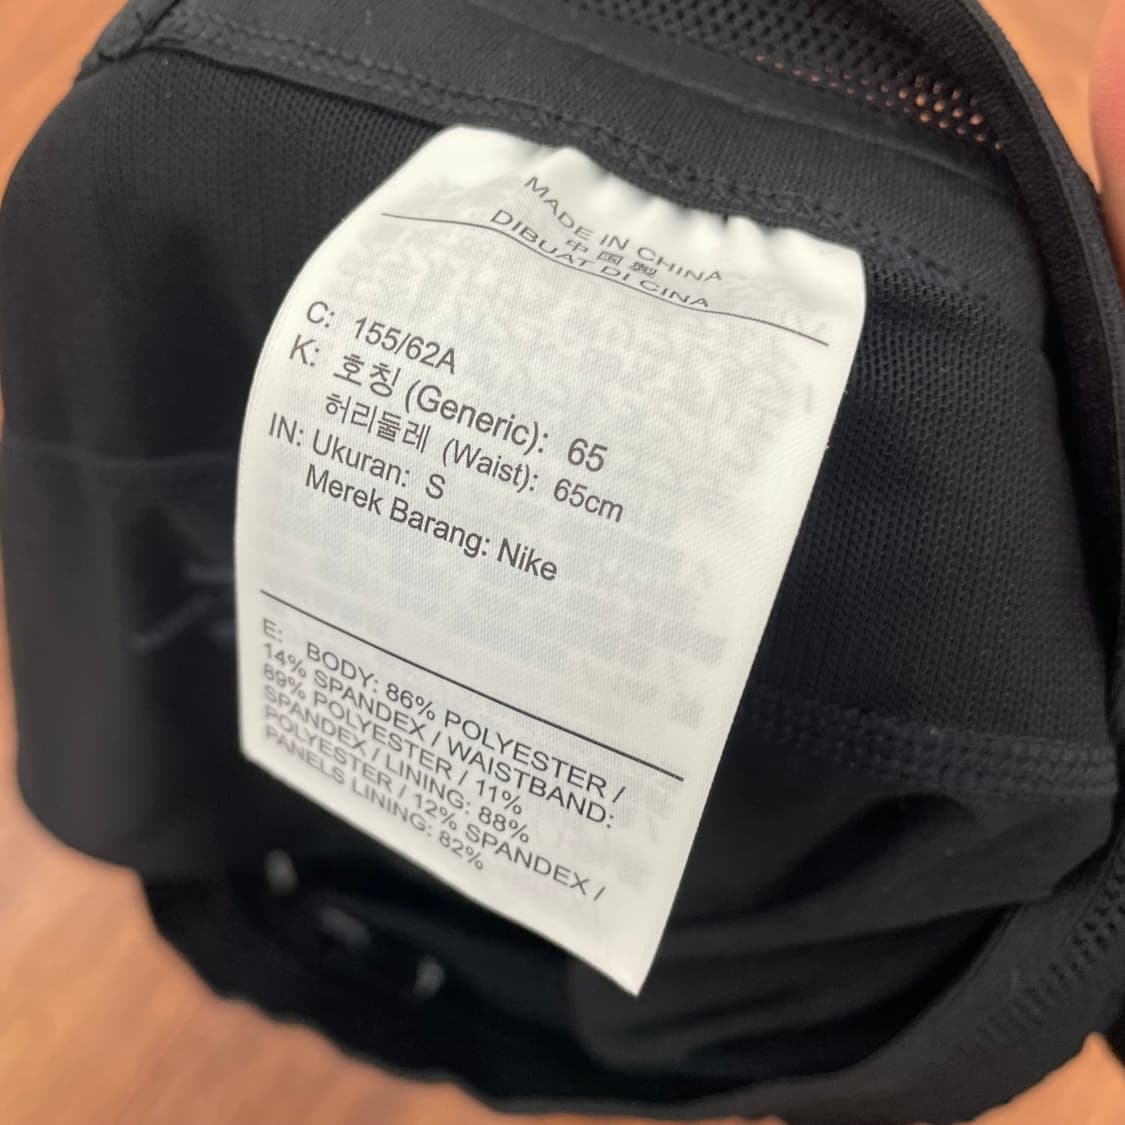 MADE IN CHINA
中国製
DIBUAT DI CINA
C: 155/62A
K: 호칭 (Generic): 65
허리둘레 (Waist): 65cm
IN: Ukuran: S
Merek Barang: Nike
E: BODY: 86% POLYESTER /
14% SPANDEX / WAISTBAND:
89% POLYESTER / 11%
SPANDEX / LINING: 88%
POLYESTER / 12% SPANDEX /
PANELS LINING: 82%